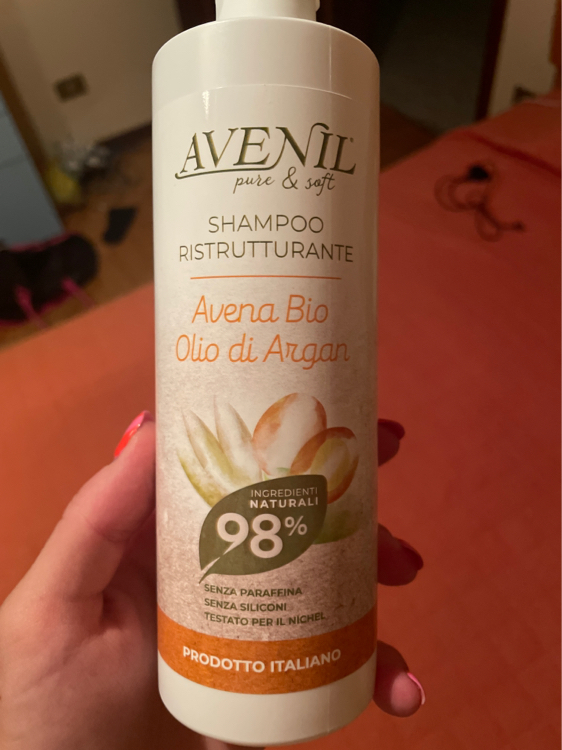 AVENIL®
pure & soft
SHAMPOO
RISTRUTTURANTE
Avena Bio
Olio di Argan
INGREDIENTI
NATURALI
98%
SENZA PARAFFINA
SENZA SILICONI
TESTATO PER IL NICHEL
PRODOTTO ITALIANO